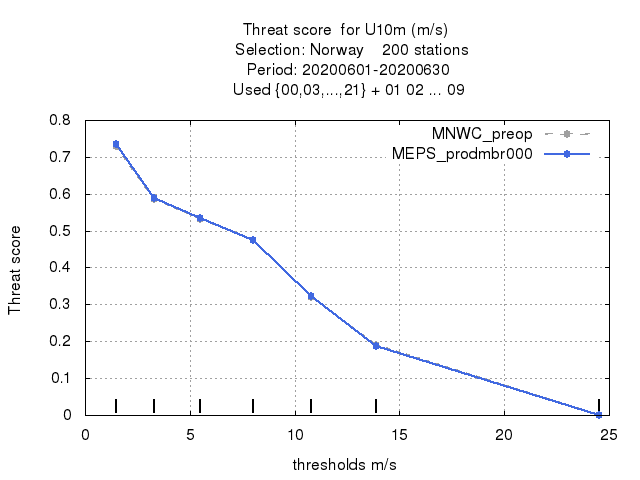 Threat score  for U10m (m/s)
Selection: Norway    200 stations
Period: 20200601-20200630
Used {00,03,...,21} + 01 02 ... 09
MNWC_preop
MEPS_prodmbr000
Threat score
0.8
0.7
0.6
0.5
0.4
0.3
0.2
0.1
0
0 5 10 15 20 25
thresholds m/s